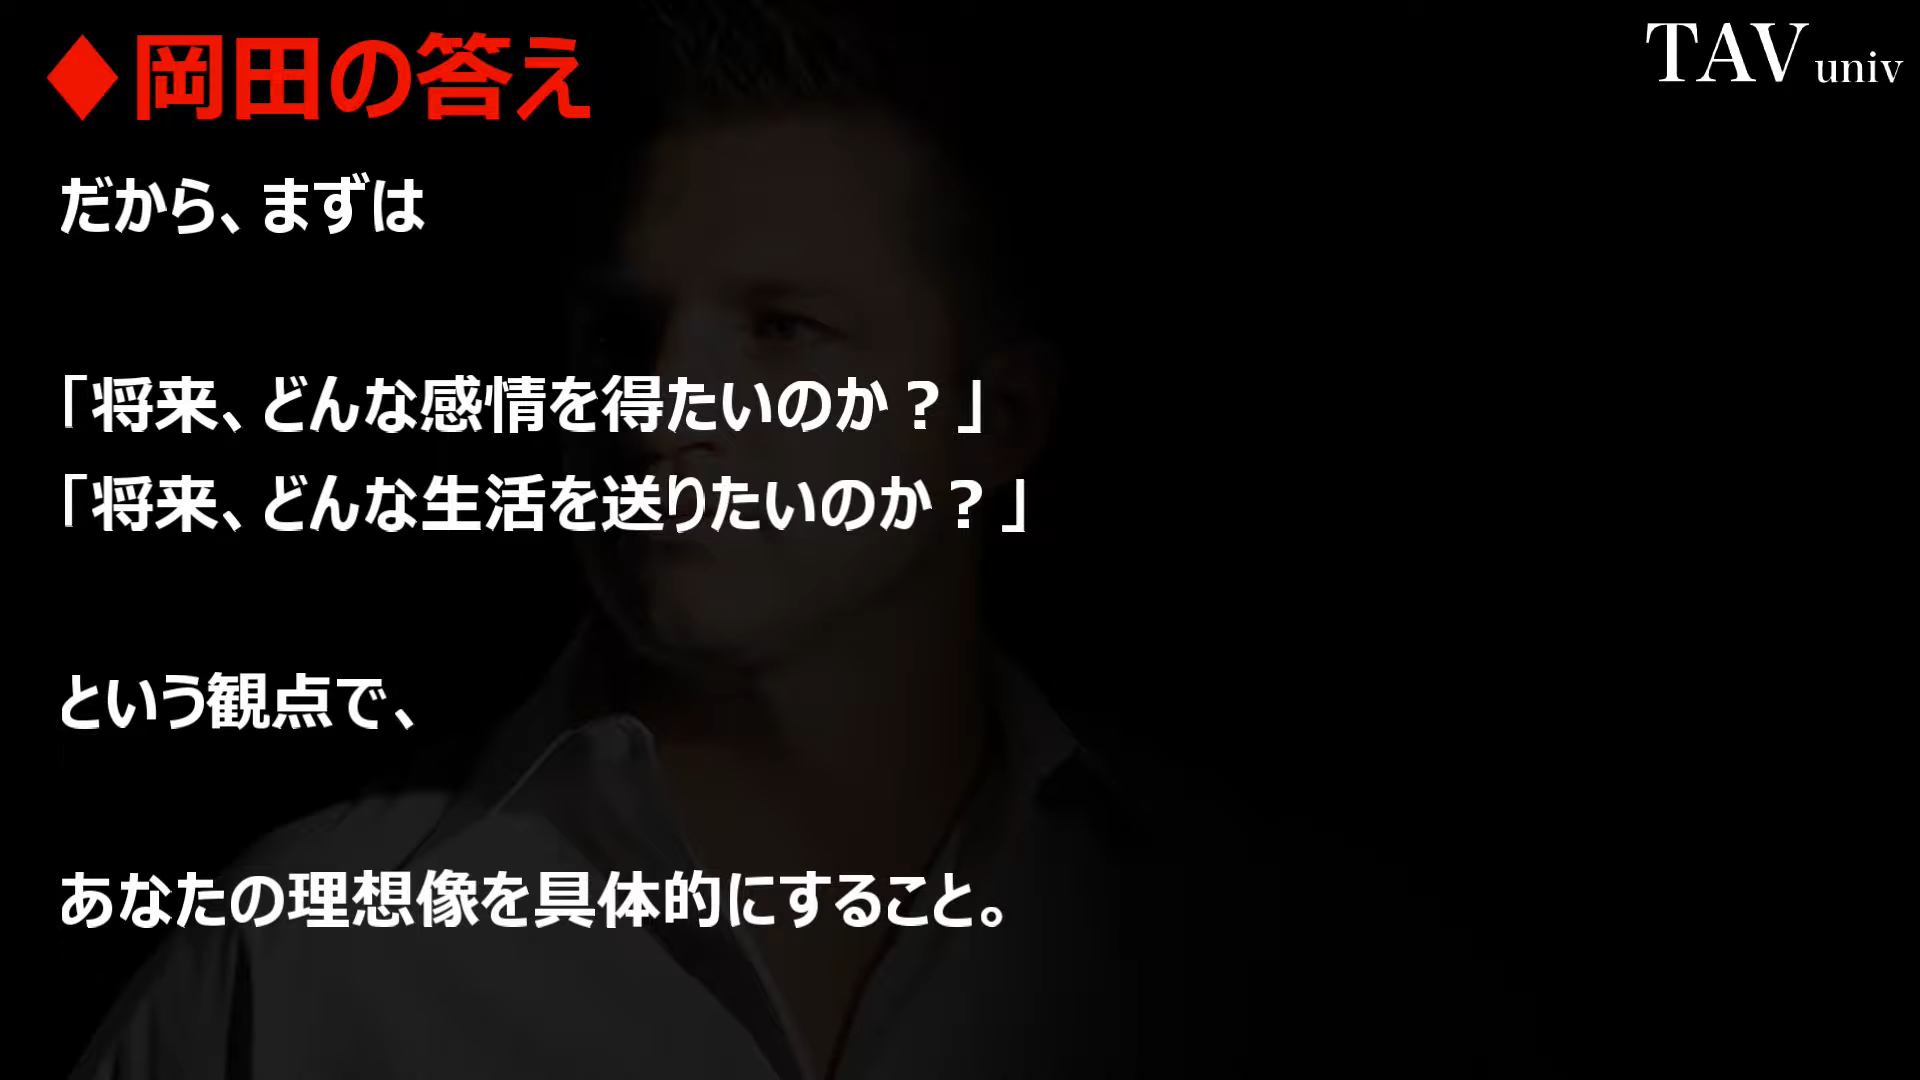 ♦岡田の答え
TAV univ
だから、まずは
「将来、どんな感情を得たいのか？」
「将来、どんな生活を送りたいのか？」
という観点で、
あなたの理想像を具体的にすること。